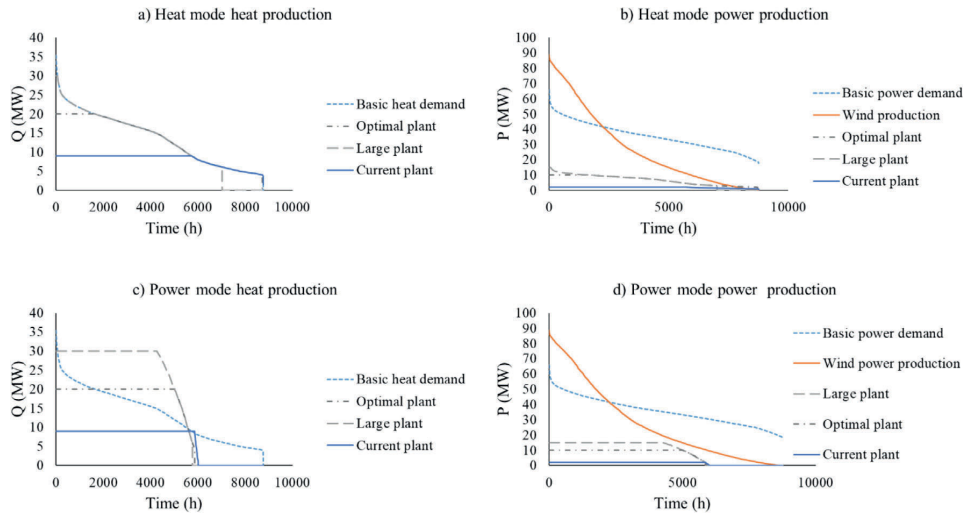 a) Heat mode heat production
40
35
30
25
20
15
10
5
0
Q (MW)
0 2000 4000 6000 8000 10000
Time (h)
Basic heat demand
Optimal plant
Large plant
Current plant
b) Heat mode power production
100
90
80
70
60
50
40
30
20
10
0
P (MW)
0 5000 10000
Time (h)
Basic power demand
Wind production
Optimal plant
Large plant
Current plant
c) Power mode heat production
40
35
30
25
20
15
10
5
0
Q (MW)
0 2000 4000 6000 8000 10000
Time (h)
Basic heat demand
Optimal plant
Large plant
Current plant
d) Power mode power production
100
90
80
70
60
50
40
30
20
10
0
P (MW)
0 5000 10000
Time (h)
Basic power demand
Wind power production
Large plant
Optimal plant
Current plant